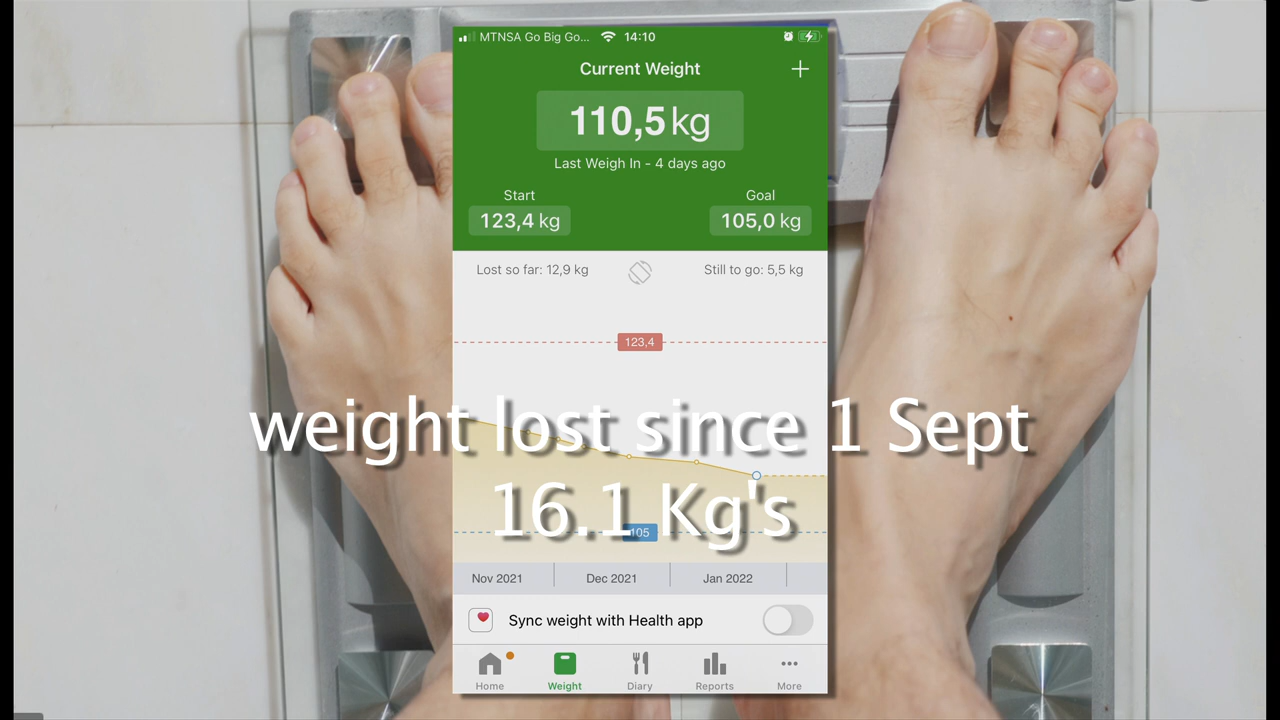 MTNSA Go Big Go... 14:10
Current Weight
110,5 kg
Last Weigh In - 4 days ago
Start Goal
123,4 kg 105,0 kg
Lost so far: 12,9 kg Still to go: 5,5 kg
123,4
weight lost since 1 Sept
16.1 Kg's
105
Nov 2021 Dec 2021 Jan 2022
Sync weight with Health app
Home Weight Diary Reports More